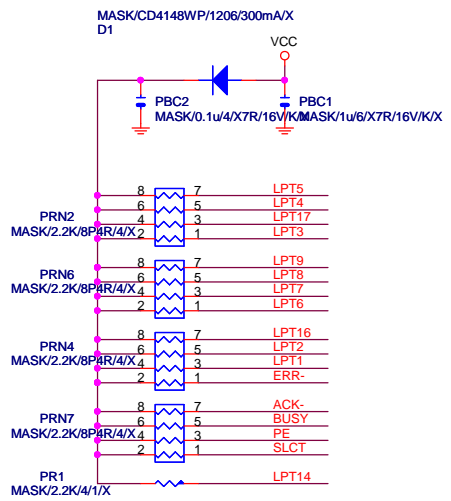 MASK/CD4148WP/1206/300mA/X
D1
VCC
PBC2
MASK/0.1u/4/X7R/16V/K/X
PBC1
MASK/1u/6/X7R/16V/K/X
8 7 LPT5
6 5 LPT4
PRN2 4 3 LPT17
MASK/2.2K/8P4R/4/X 2 1 LPT3
8 7 LPT9
PRN6 6 5 LPT8
MASK/2.2K/8P4R/4/X 4 3 LPT7
2 1 LPT6
8 7 LPT16
PRN4 6 5 LPT2
MASK/2.2K/8P4R/4/X 4 3 LPT1
2 1 ERR-
8 7 ACK-
PRN7 6 5 BUSY
MASK/2.2K/8P4R/4/X 4 3 PE
2 1 SLCT
PR1 LPT14
MASK/2.2K/4/1/X